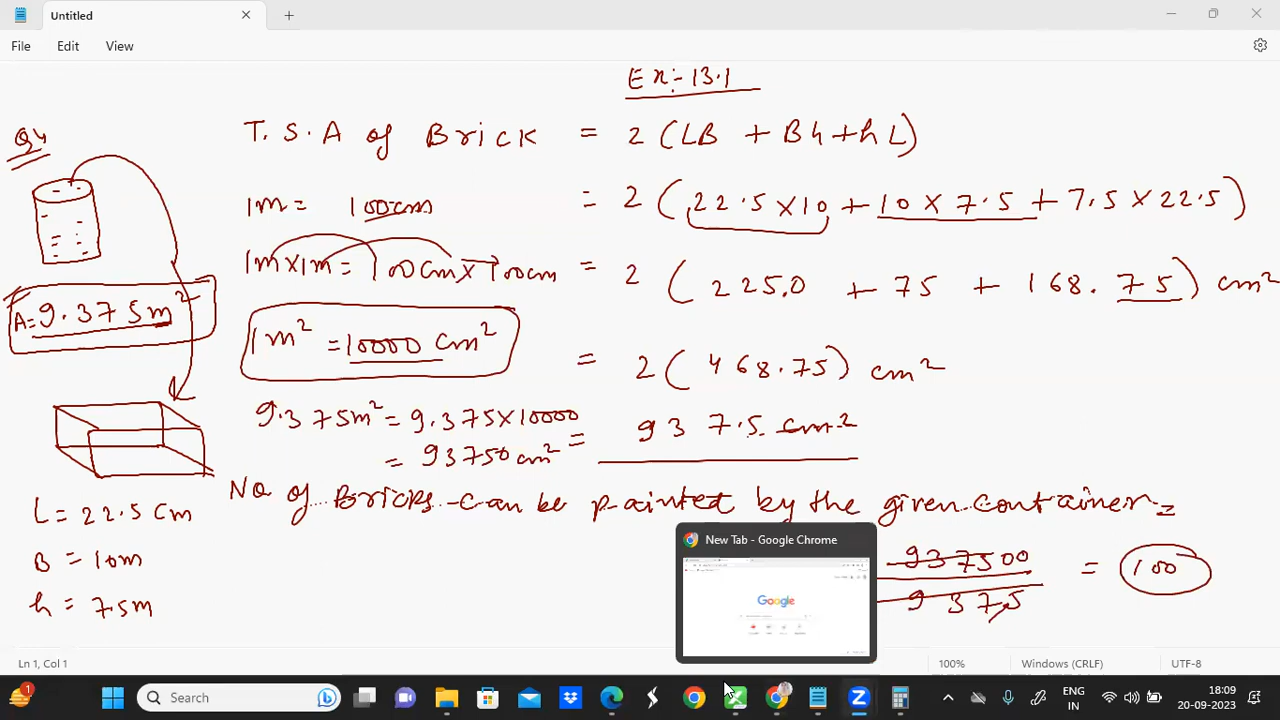 Untitled
File Edit View
Ex:- 13.1
Q4
T.S.A of Brick = 2 (LB + Bh + hL)
1m = 100cm
= 2 (22.5 x 10 + 10 x 7.5 + 7.5 x 22.5)
1m x 1m = 100cm x 100cm
= 2 (225.0 + 75 + 168.75) cm²
A = 9.375m²
1m² = 10000 cm²
= 2 (468.75) cm²
9.375m² = 9.375x10000
= 937.5 cm²
= 93750 cm²
No of Bricks can be painted by the given container =
L = 22.5 cm
B = 10m
h = 7.5m
937500
9375
= 100
New Tab - Google Chrome
Google
Ln 1, Col 1 100% Windows (CRLF) UTF-8
1 Search ENG IN 18:09 20-09-2023